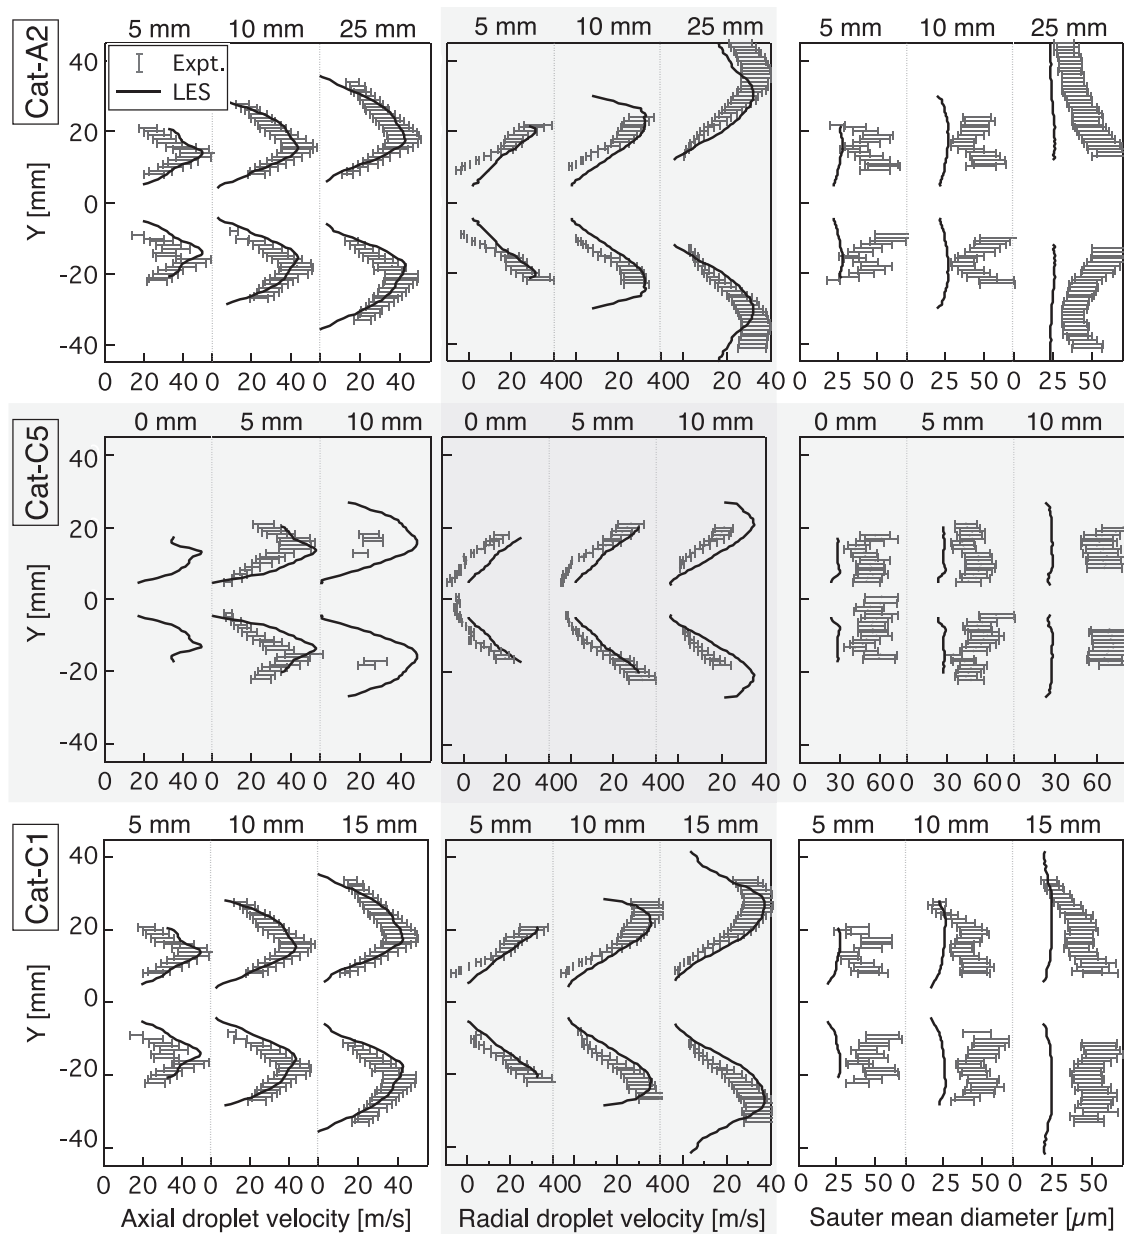 Cat-A2
5 mm 10 mm 25 mm 5 mm 10 mm 25 mm 5 mm 10 mm 25 mm
Expt.
LES
Y [mm]
40
20
0
-20
-40
0 20 40 0 20 40 0 20 40 0 20 40 0 20 40 0 20 40 0 25 50 0 25 50 0 25 50
Cat-C5
0 mm 5 mm 10 mm 0 mm 5 mm 10 mm 0 mm 5 mm 10 mm
Y [mm]
40
20
0
-20
-40
0 20 40 0 20 40 0 20 40 0 20 40 0 20 40 0 20 40 0 30 60 0 30 60 0 30 60
Cat-C1
5 mm 10 mm 15 mm 5 mm 10 mm 15 mm 5 mm 10 mm 15 mm
Y [mm]
40
20
0
-20
-40
0 20 40 0 20 40 0 20 40 0 20 40 0 20 40 0 20 40 0 25 50 0 25 50 0 25 50
Axial droplet velocity [m/s] Radial droplet velocity [m/s] Sauter mean diameter [µm]